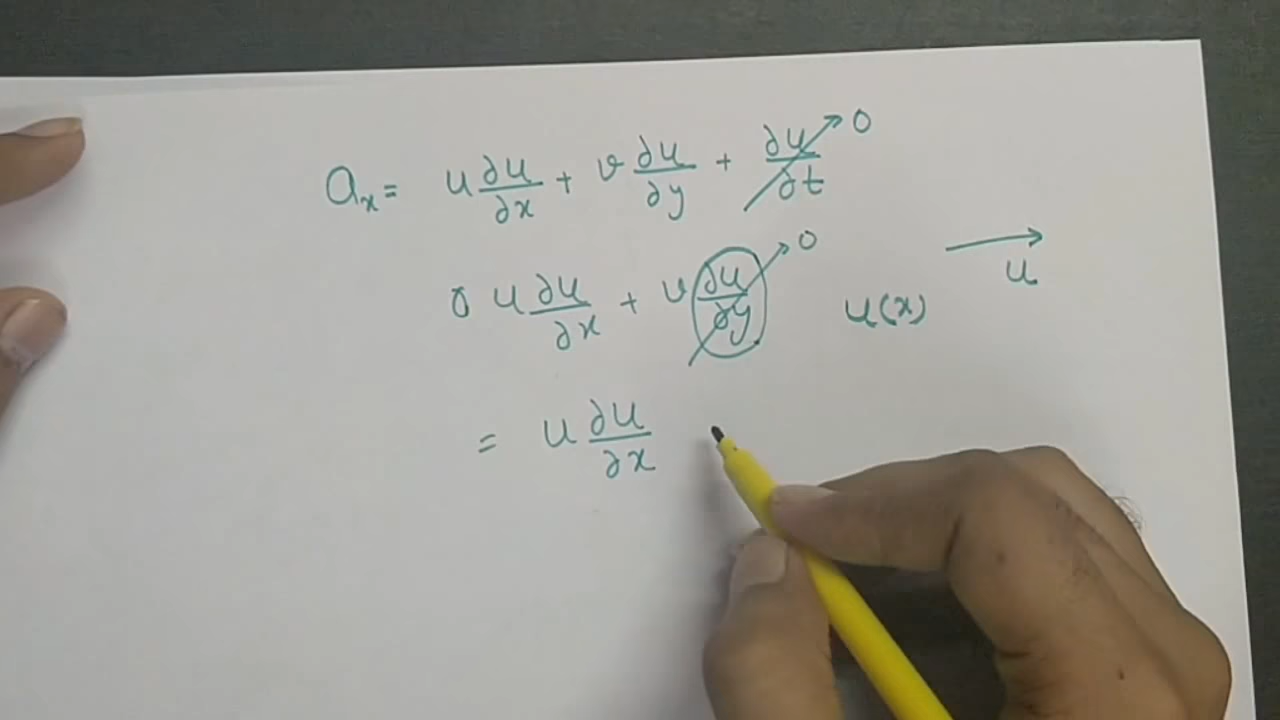 aₓ = u ∂u/∂x + v ∂u/∂y + ∂u/∂t → 0
u ∂u/∂x + v ∂u/∂y → 0
u(x)
u
= u ∂u/∂x